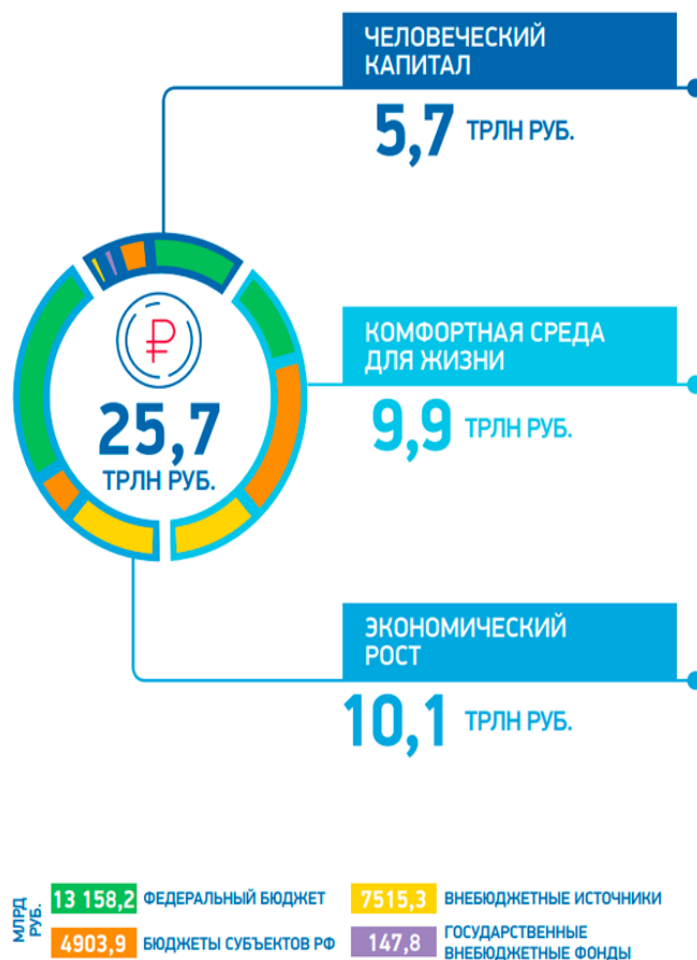 ЧЕЛОВЕЧЕСКИЙ
КАПИТАЛ
5,7 ТРЛН РУБ.
25,7
ТРЛН РУБ.
КОМФОРТНАЯ СРЕДА
ДЛЯ ЖИЗНИ
9,9 ТРЛН РУБ.
ЭКОНОМИЧЕСКИЙ
РОСТ
10,1 ТРЛН РУБ.
МЛРД
РУБ.
13 158,2 ФЕДЕРАЛЬНЫЙ БЮДЖЕТ
4903,9 БЮДЖЕТЫ СУБЪЕКТОВ РФ
7515,3 ВНЕБЮДЖЕТНЫЕ ИСТОЧНИКИ
147,8 ГОСУДАРСТВЕННЫЕ
ВНЕБЮДЖЕТНЫЕ ФОНДЫ